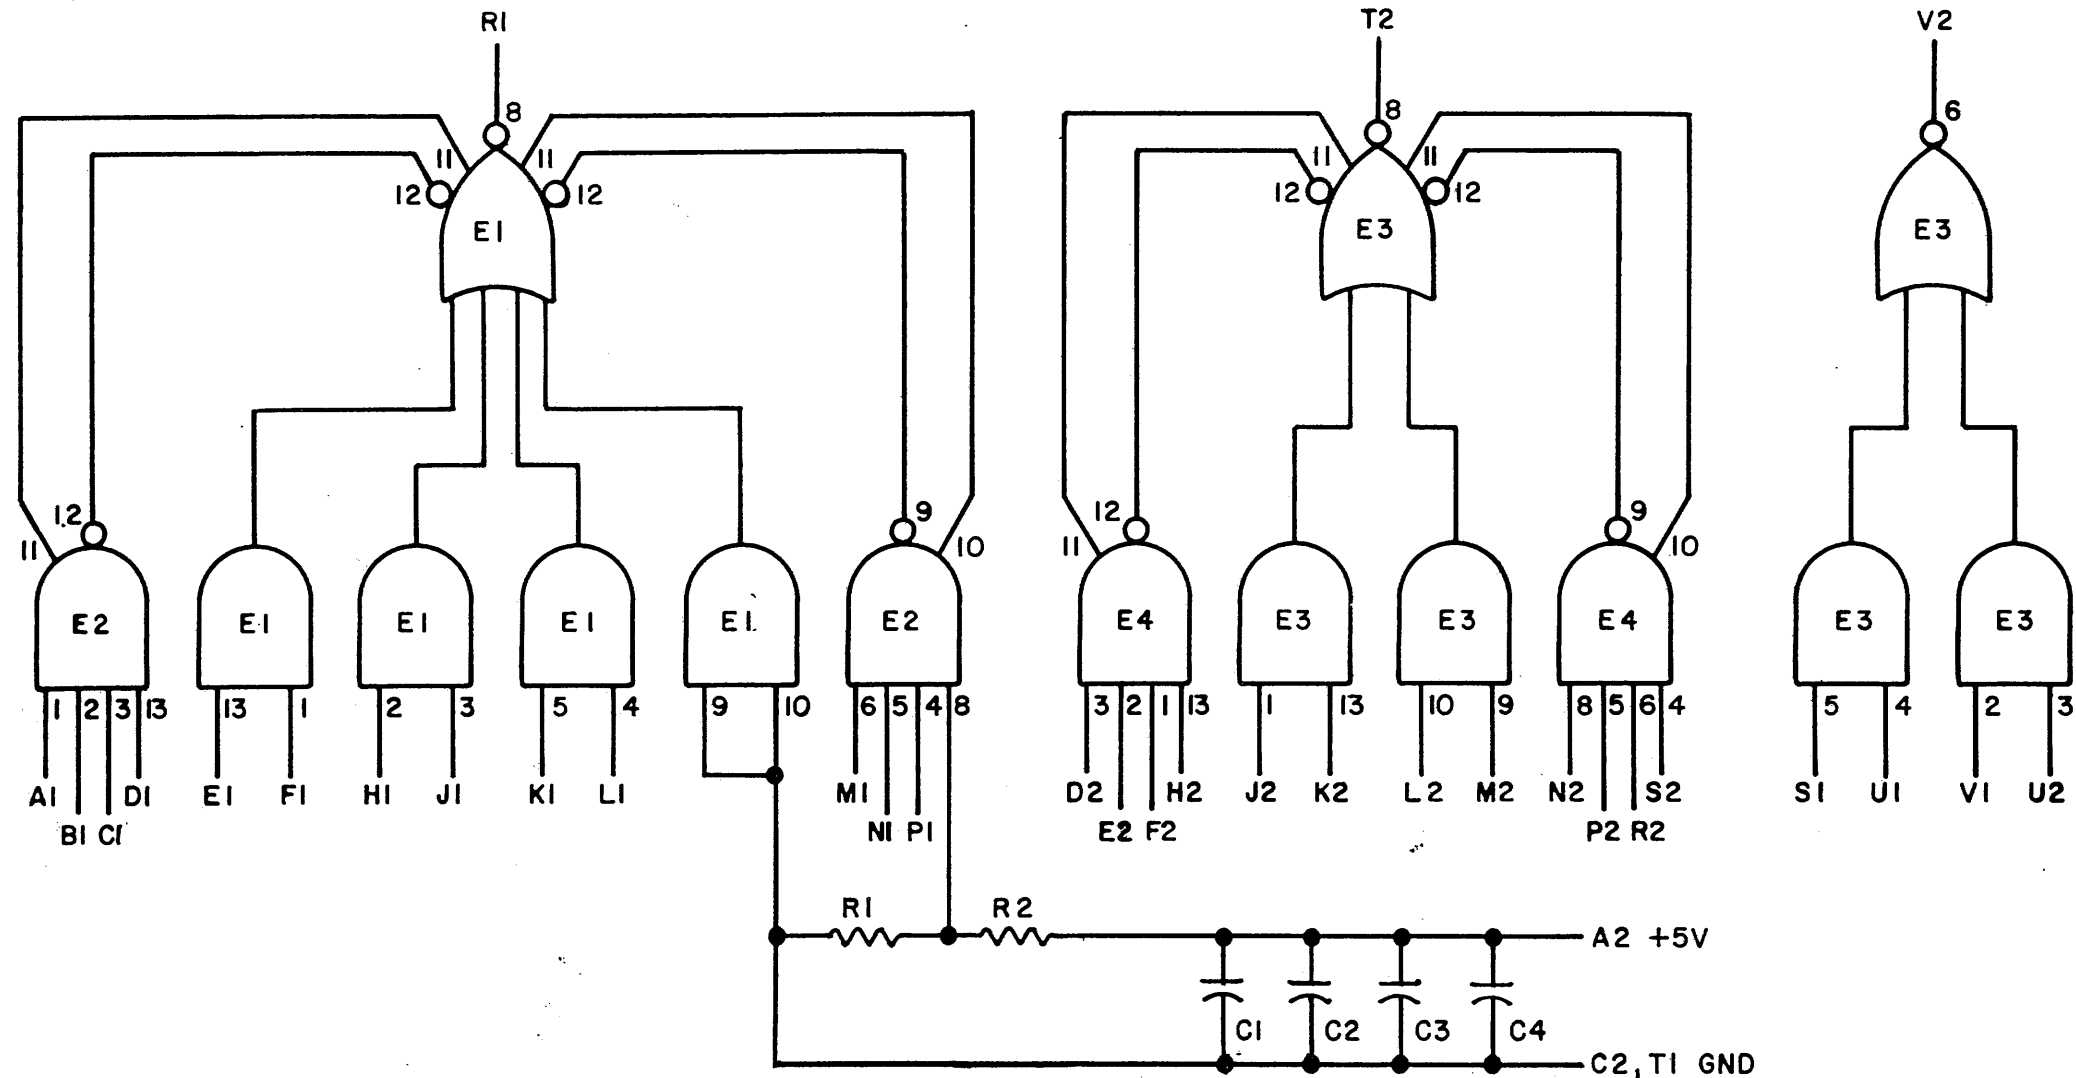 R1 T2 V2
8 8 6
11 11 11 11
12 12 12 12
E1 E3 E3
12 9 12 9
11 10 11 10
E2 E1 E1 E1 E1 E2 E4 E3 E3 E4 E3 E3
1 2 3 13 13 1 2 3 5 4 9 10 6 5 4 8 3 2 1 13 1 13 10 9 8 5 6 4 5 4 2 3
A1 D1 E1 F1 H1 J1 K1 L1 M1 D2 H2 J2 K2 L2 M2 N2 S2 S1 U1 V1 U2
B1 C1 N1 P1 E2 F2 P2 R2
R1 R2
A2 +5V
C1 C2 C3 C4
C2, T1 GND